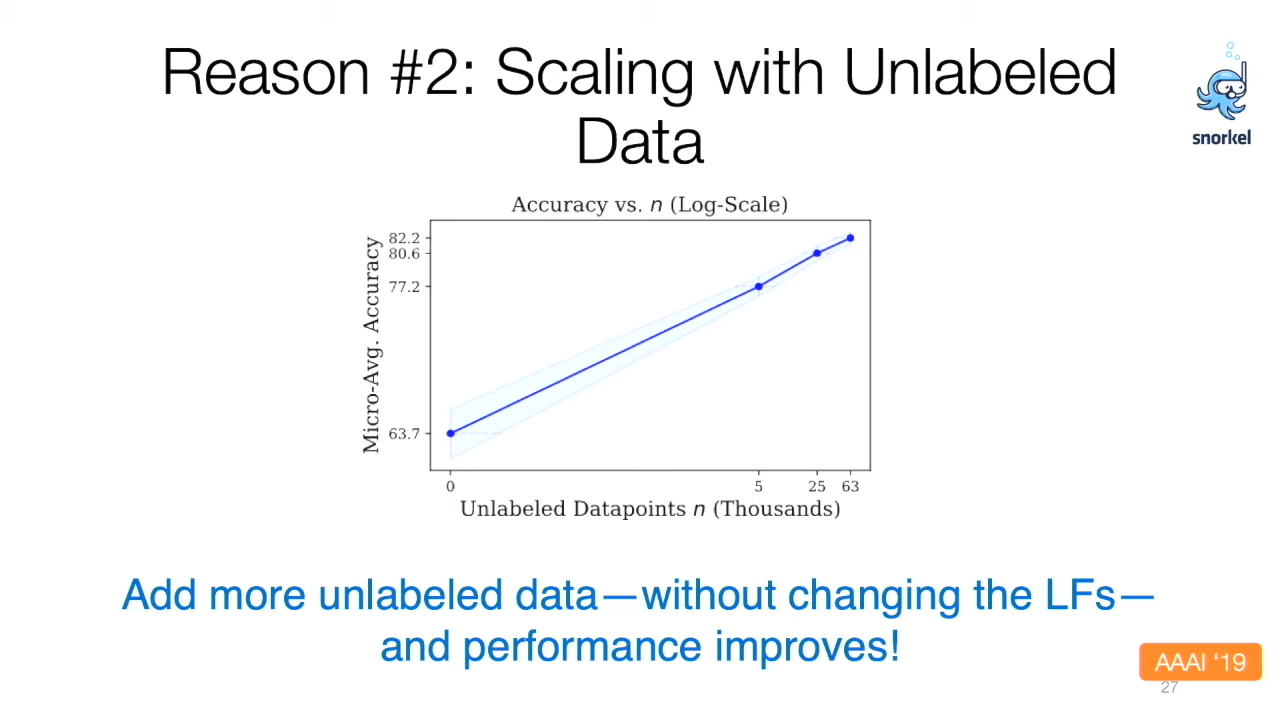 Reason #2: Scaling with Unlabeled
Data
snorkel
Accuracy vs. n (Log-Scale)
Micro-Avg. Accuracy
82.2
80.6
77.2
63.7
0 5 25 63
Unlabeled Datapoints n (Thousands)
Add more unlabeled data—without changing the LFs—
and performance improves!
AAAI ‘19
27